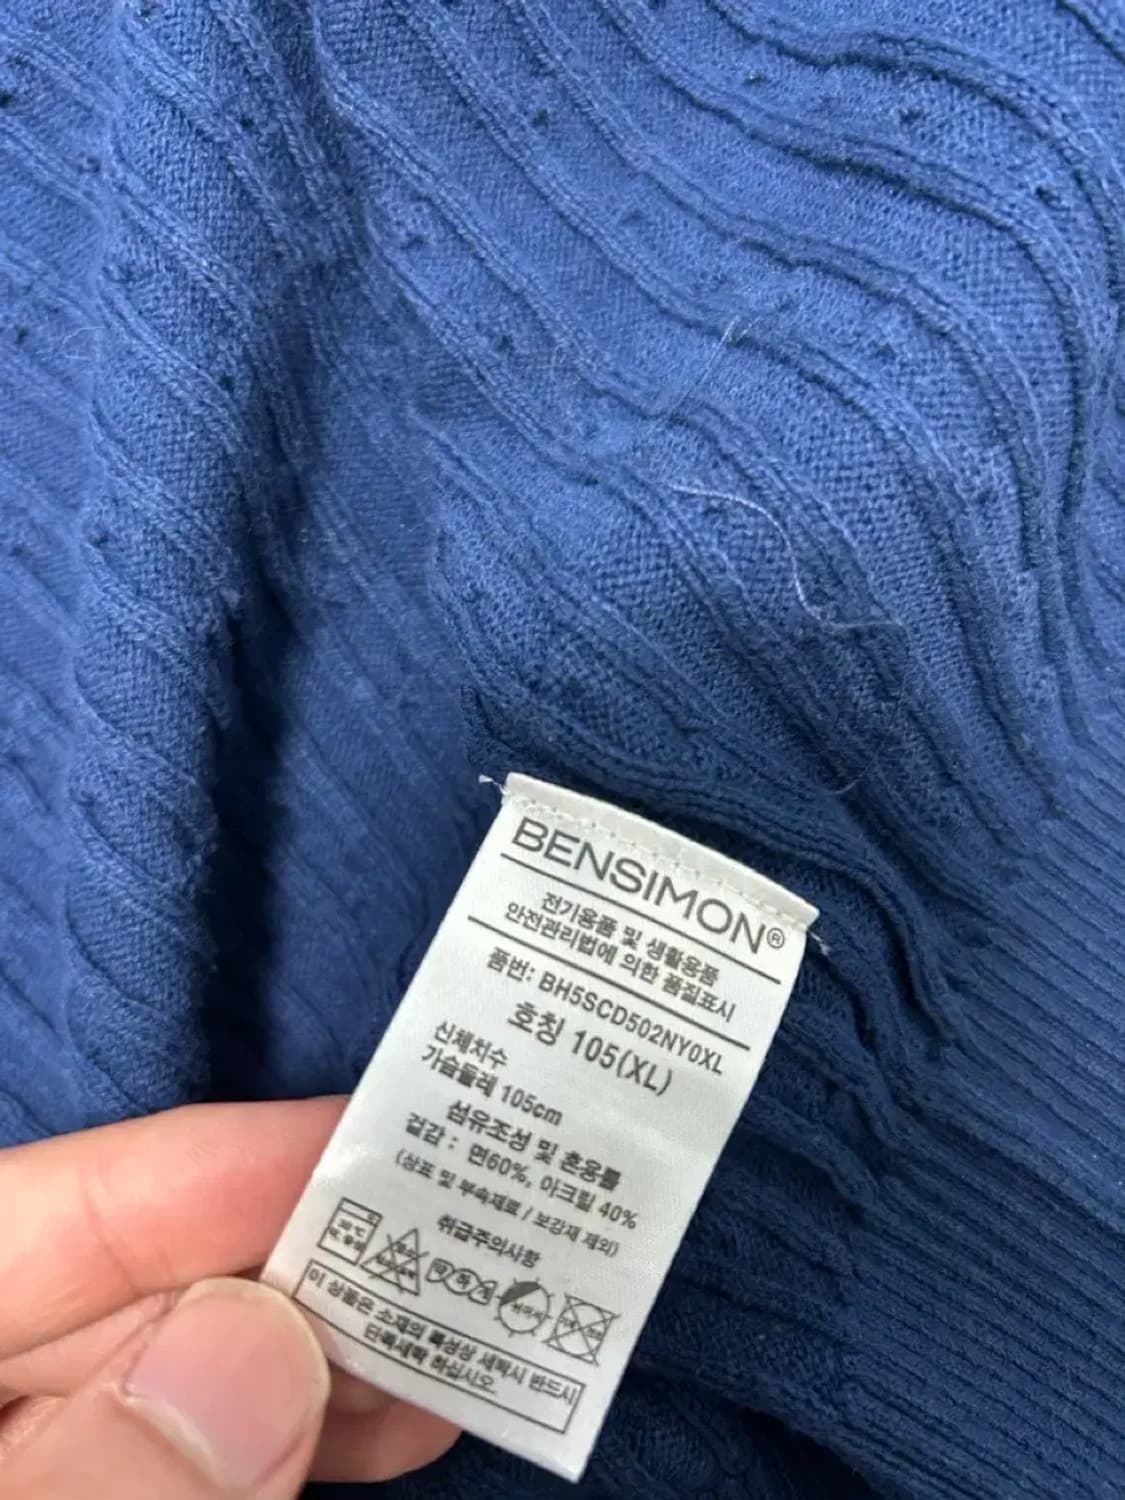 BENSIMON®
전기용품 및 생활용품
안전관리법에 의한 품질표시
품번: BH5SCD502NY0XL
호칭 105(XL)
신체치수
가슴둘레 105cm
섬유조성 및 혼용률
겉감 : 면60%, 아크릴 40%
(상표 및 부속재료 / 보강재 제외)
취급주의사항
이 상품은 소재의 특성상 세탁시 반드시
단독세탁 하십시오.